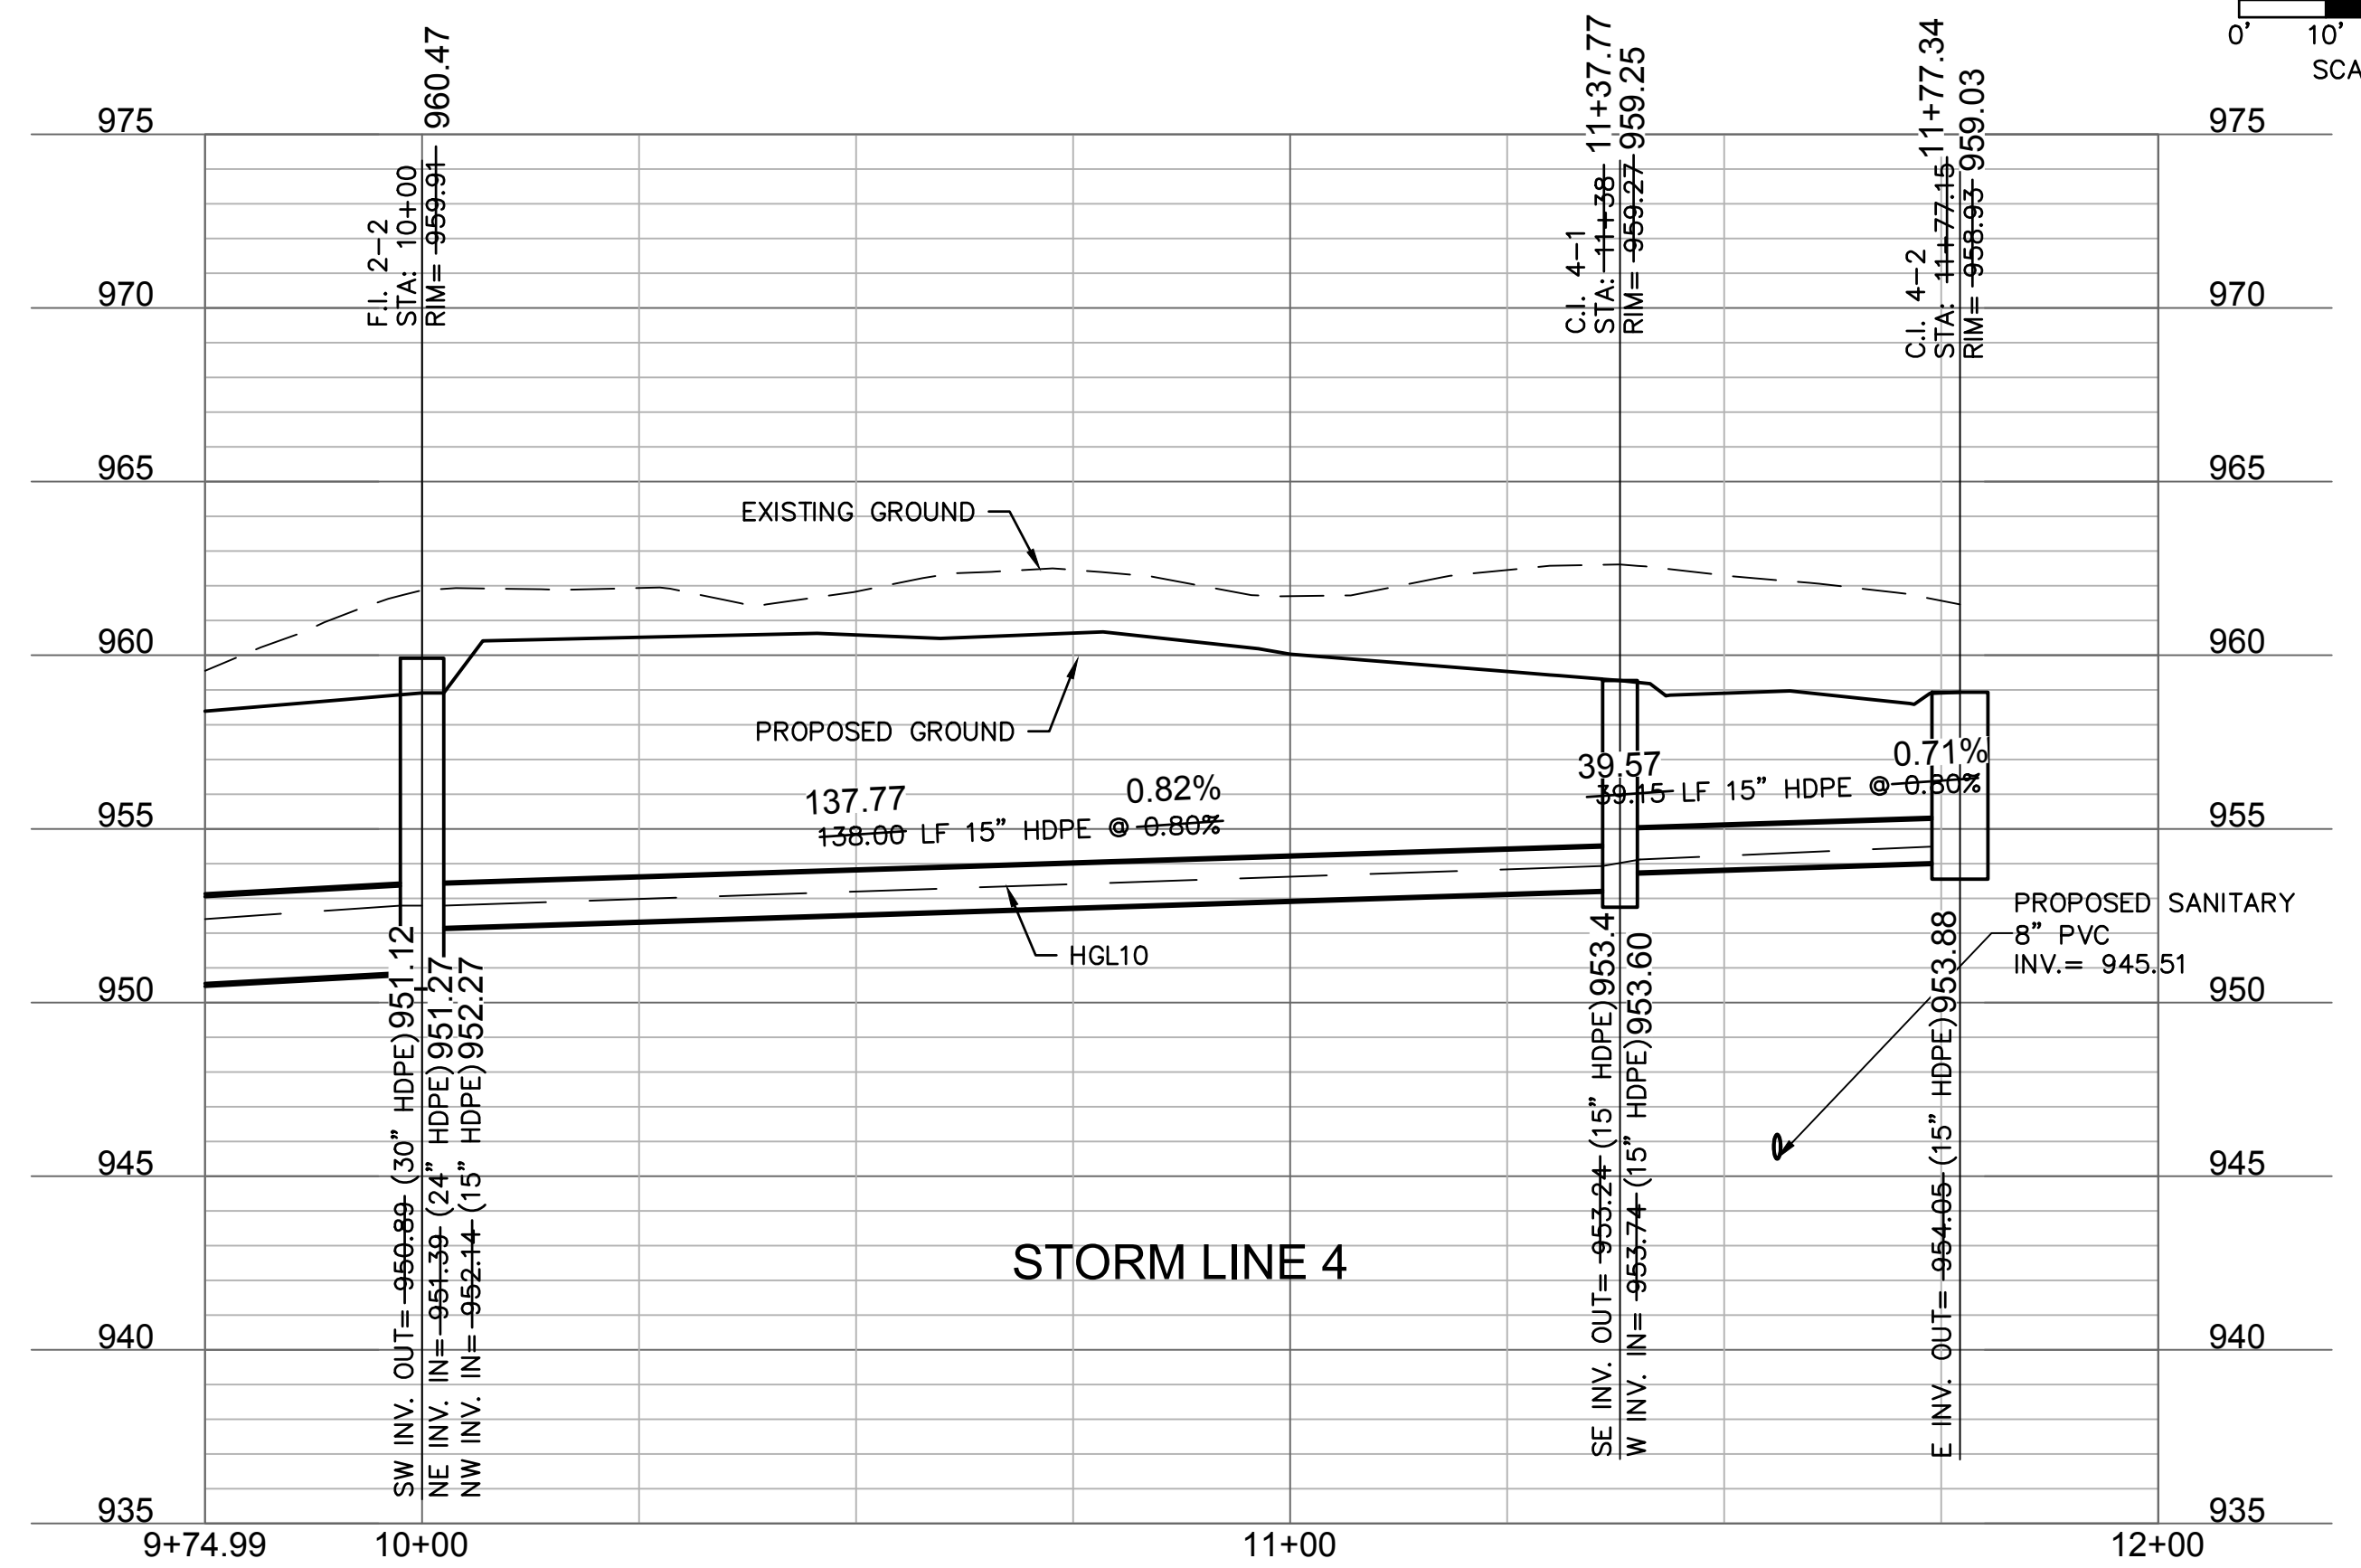 0' 10'
SCA
975
970
965
960
955
950
945
940
935
975
970
965
960
955
950
945
940
935
9+74.99
10+00
11+00
12+00
F.I. 2-2
STA: 10+00
RIM= 959.91 960.47
C.I. 4-1
STA: 11+38 11+37.77
RIM= 959.27 959.25
C.I. 4-2
STA: 11+77.15 11+77.34
RIM= 958.93 959.03
EXISTING GROUND
PROPOSED GROUND
137.77 0.82%
138.00 LF 15" HDPE @ 0.80%
39.57 0.71%
39.15 LF 15" HDPE @ 0.80%
HGL10
PROPOSED SANITARY
8" PVC
INV.= 945.51
SW INV. OUT= 950.89 (30" HDPE) 951.12
NE INV. IN= 951.39 (24" HDPE) 951.27
NW INV. IN= 952.14 (15" HDPE) 952.27
SE INV. OUT= 953.24 (15" HDPE) 953.4
W INV. IN= 953.74 (15" HDPE) 953.60
E INV. OUT= 954.05 (15" HDPE) 953.88
STORM LINE 4